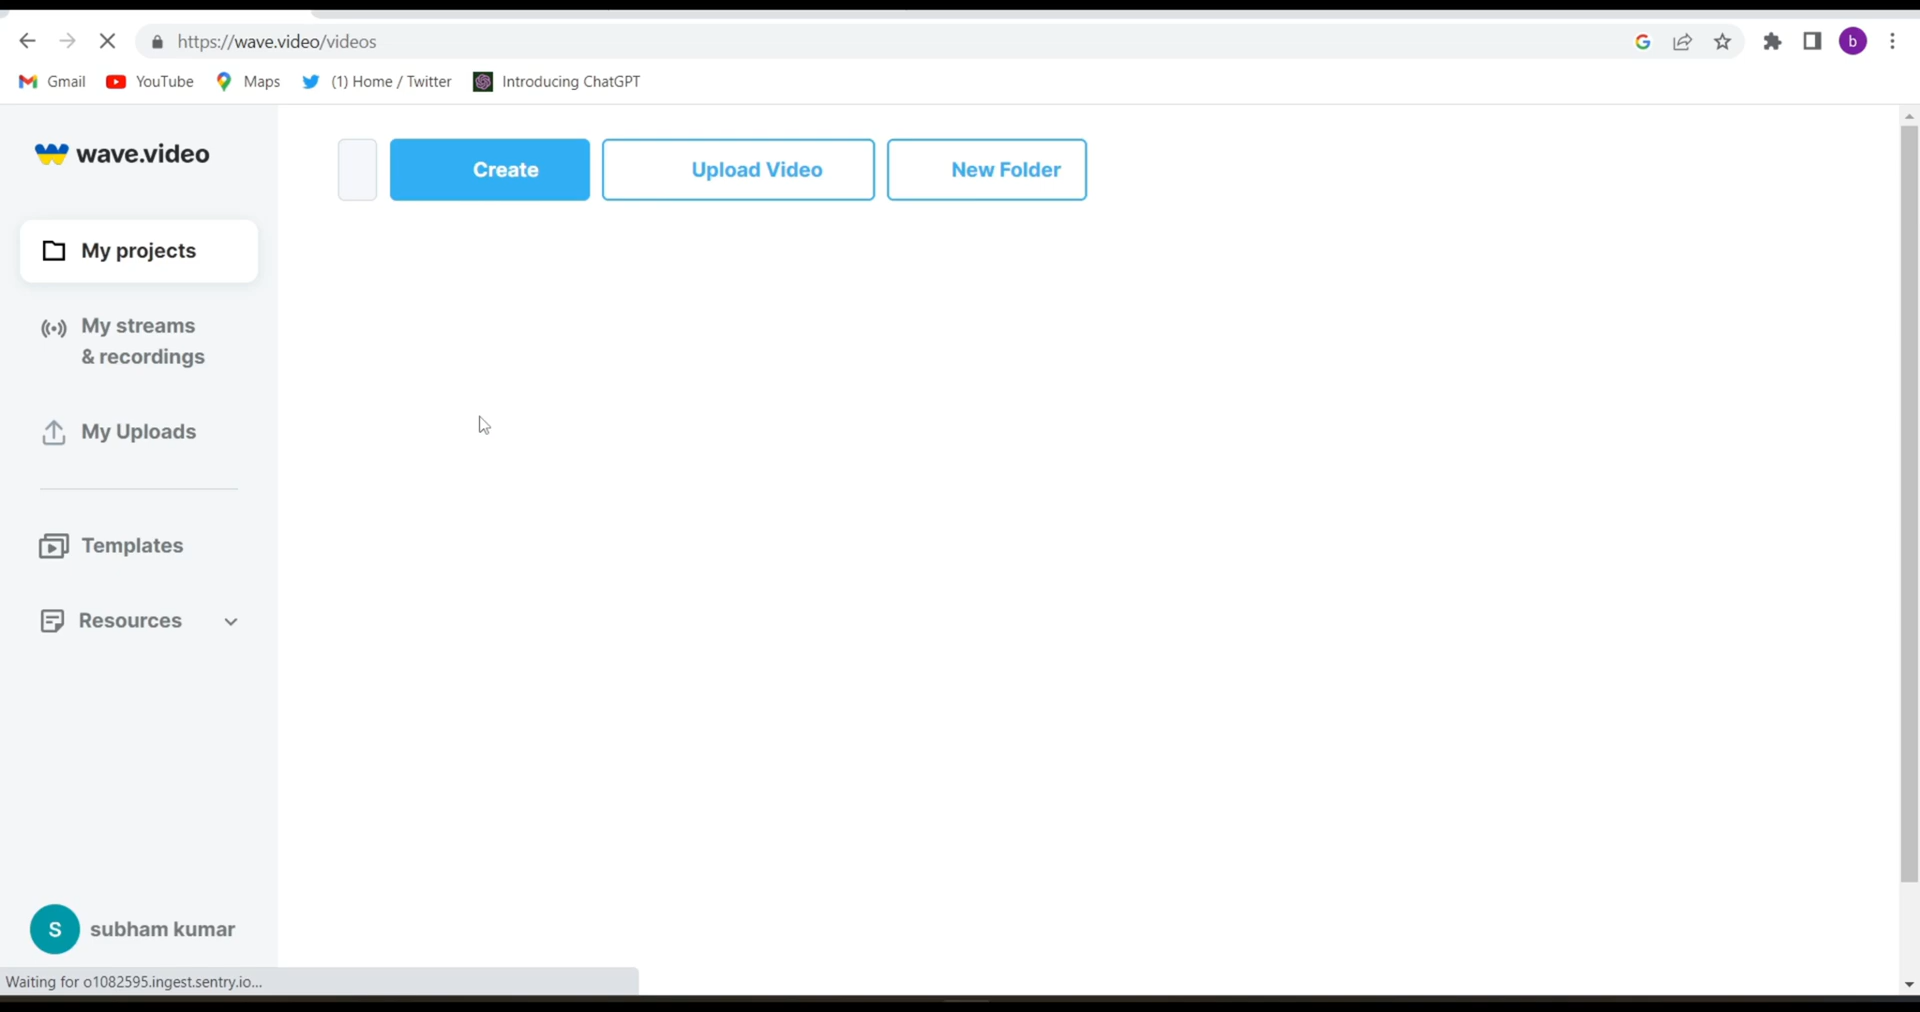 https://wave.video/videos
b
Gmail
YouTube
Maps
(1) Home / Twitter
Introducing ChatGPT
wave.video
Create
Upload Video
New Folder
My projects
My streams
& recordings
My Uploads
Templates
Resources
S
subham kumar
Waiting for o1082595.ingest.sentry.io...